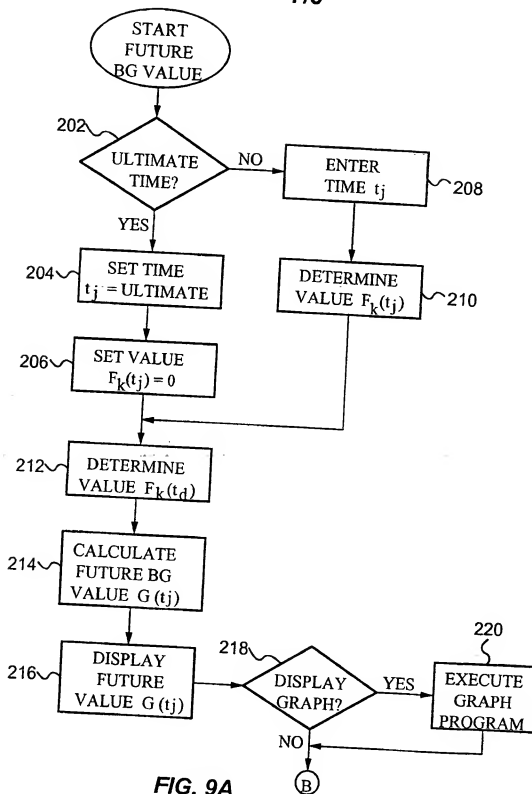 START
FUTURE
BG VALUE
202
ULTIMATE
TIME?
NO
ENTER
TIME tj
208
YES
204
SET TIME
tj = ULTIMATE
DETERMINE
VALUE Fk(tj)
210
206
SET VALUE
Fk(tj) = 0
212
DETERMINE
VALUE Fk(td)
214
CALCULATE
FUTURE BG
VALUE G(tj)
216
DISPLAY
FUTURE
VALUE G(tj)
218
DISPLAY
GRAPH?
YES
220
EXECUTE
GRAPH
PROGRAM
NO
B
FIG. 9A